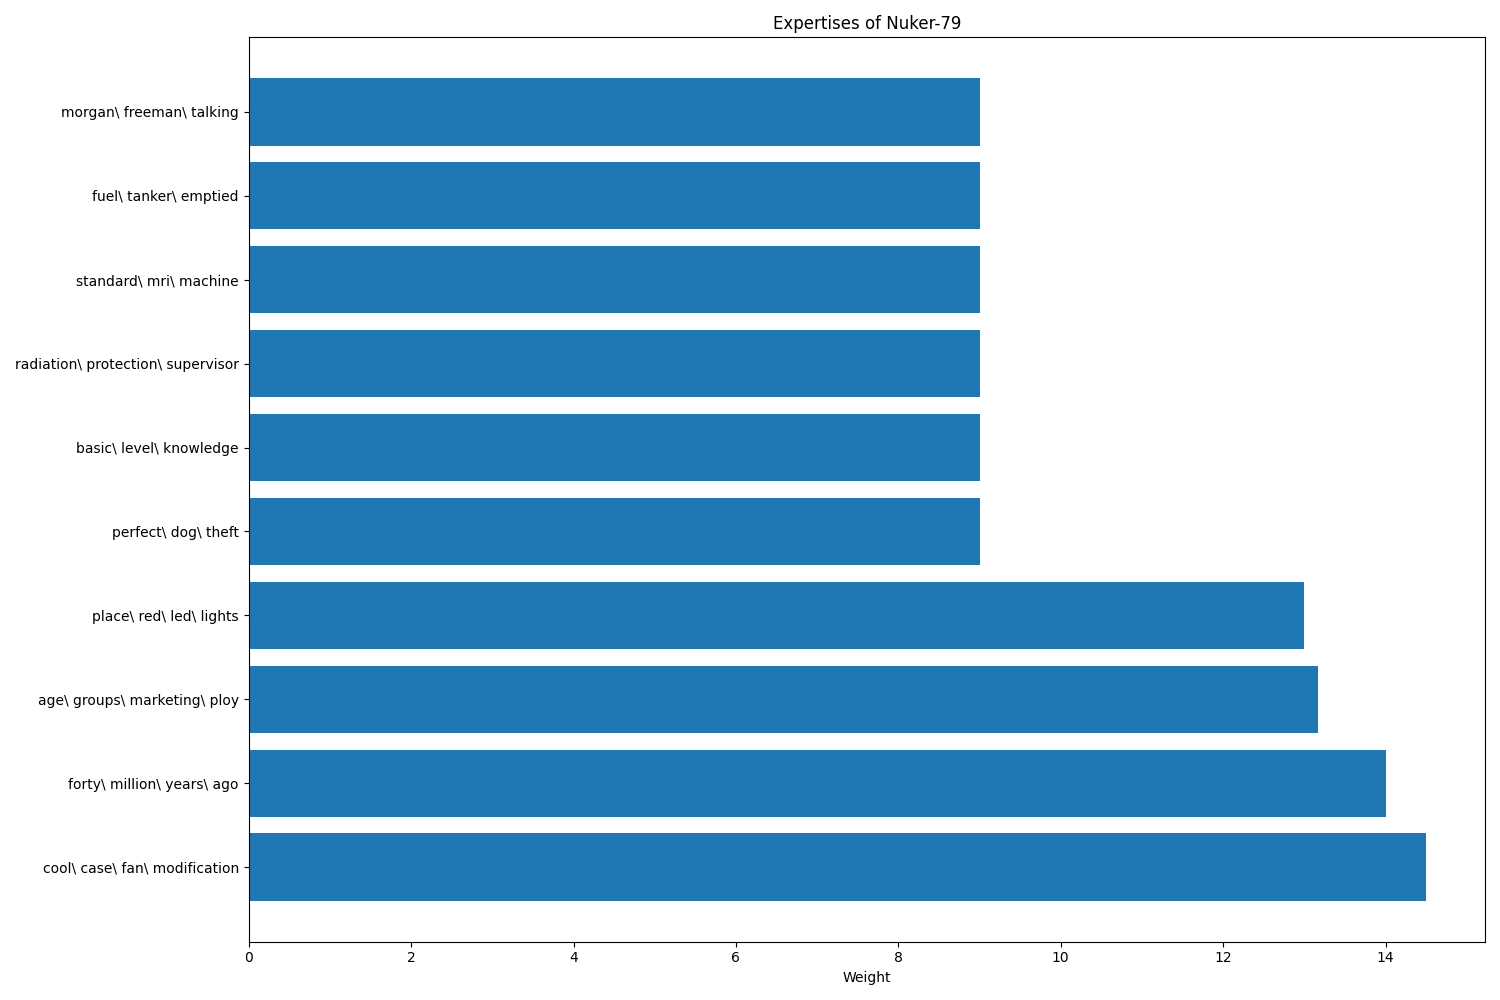 Expertises of Nuker-79
morgan\ freeman\ talking
fuel\ tanker\ emptied
standard\ mri\ machine
radiation\ protection\ supervisor
basic\ level\ knowledge
perfect\ dog\ theft
place\ red\ led\ lights
age\ groups\ marketing\ ploy
forty\ million\ years\ ago
cool\ case\ fan\ modification
0 2 4 6 8 10 12 14
Weight